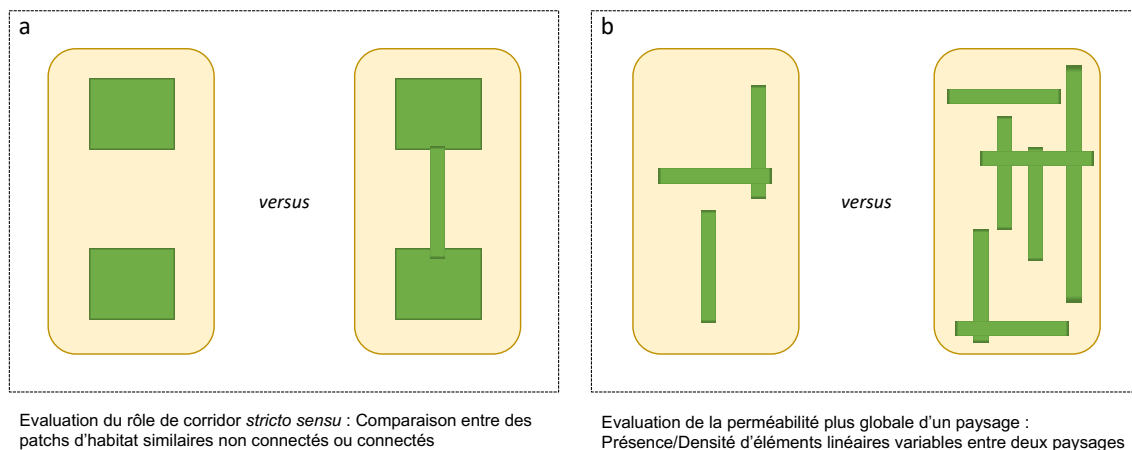 a
versus
Evaluation du rôle de corridor stricto sensu : Comparaison entre des
patchs d'habitat similaires non connectés ou connectés
b
versus
Evaluation de la perméabilité plus globale d'un paysage :
Présence/Densité d'éléments linéaires variables entre deux paysages